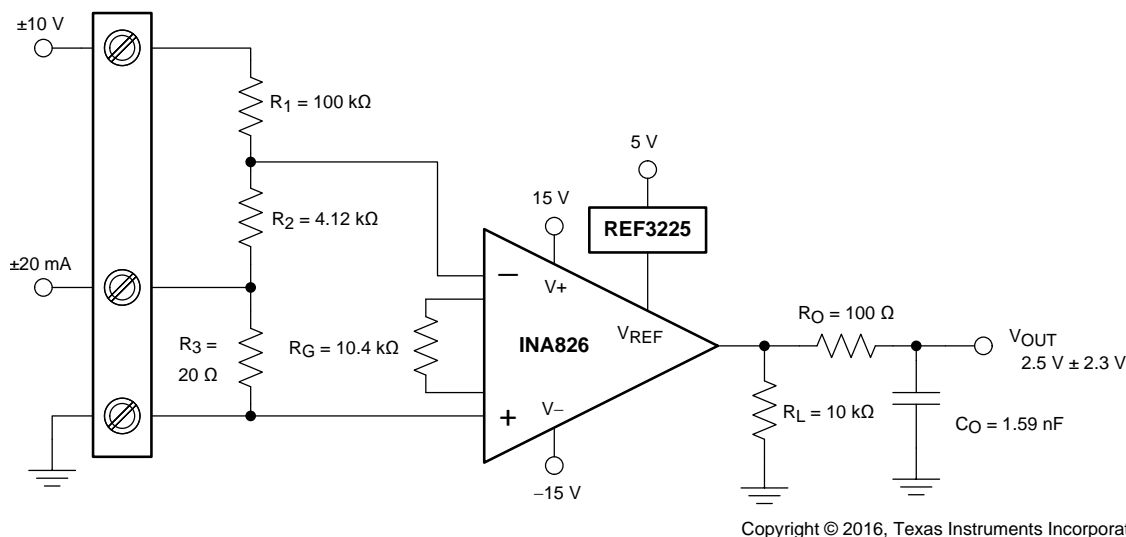 ±10 V
R1 = 100 kΩ
5 V
15 V
R2 = 4.12 kΩ
REF3225
±20 mA
−
V+
RO = 100 Ω
R3 =
20 Ω
RG = 10.4 kΩ
INA826
VREF
VOUT
2.5 V ± 2.3 V
+
V−
RL = 10 kΩ
CO = 1.59 nF
−15 V
Copyright © 2016, Texas Instruments Incorporat